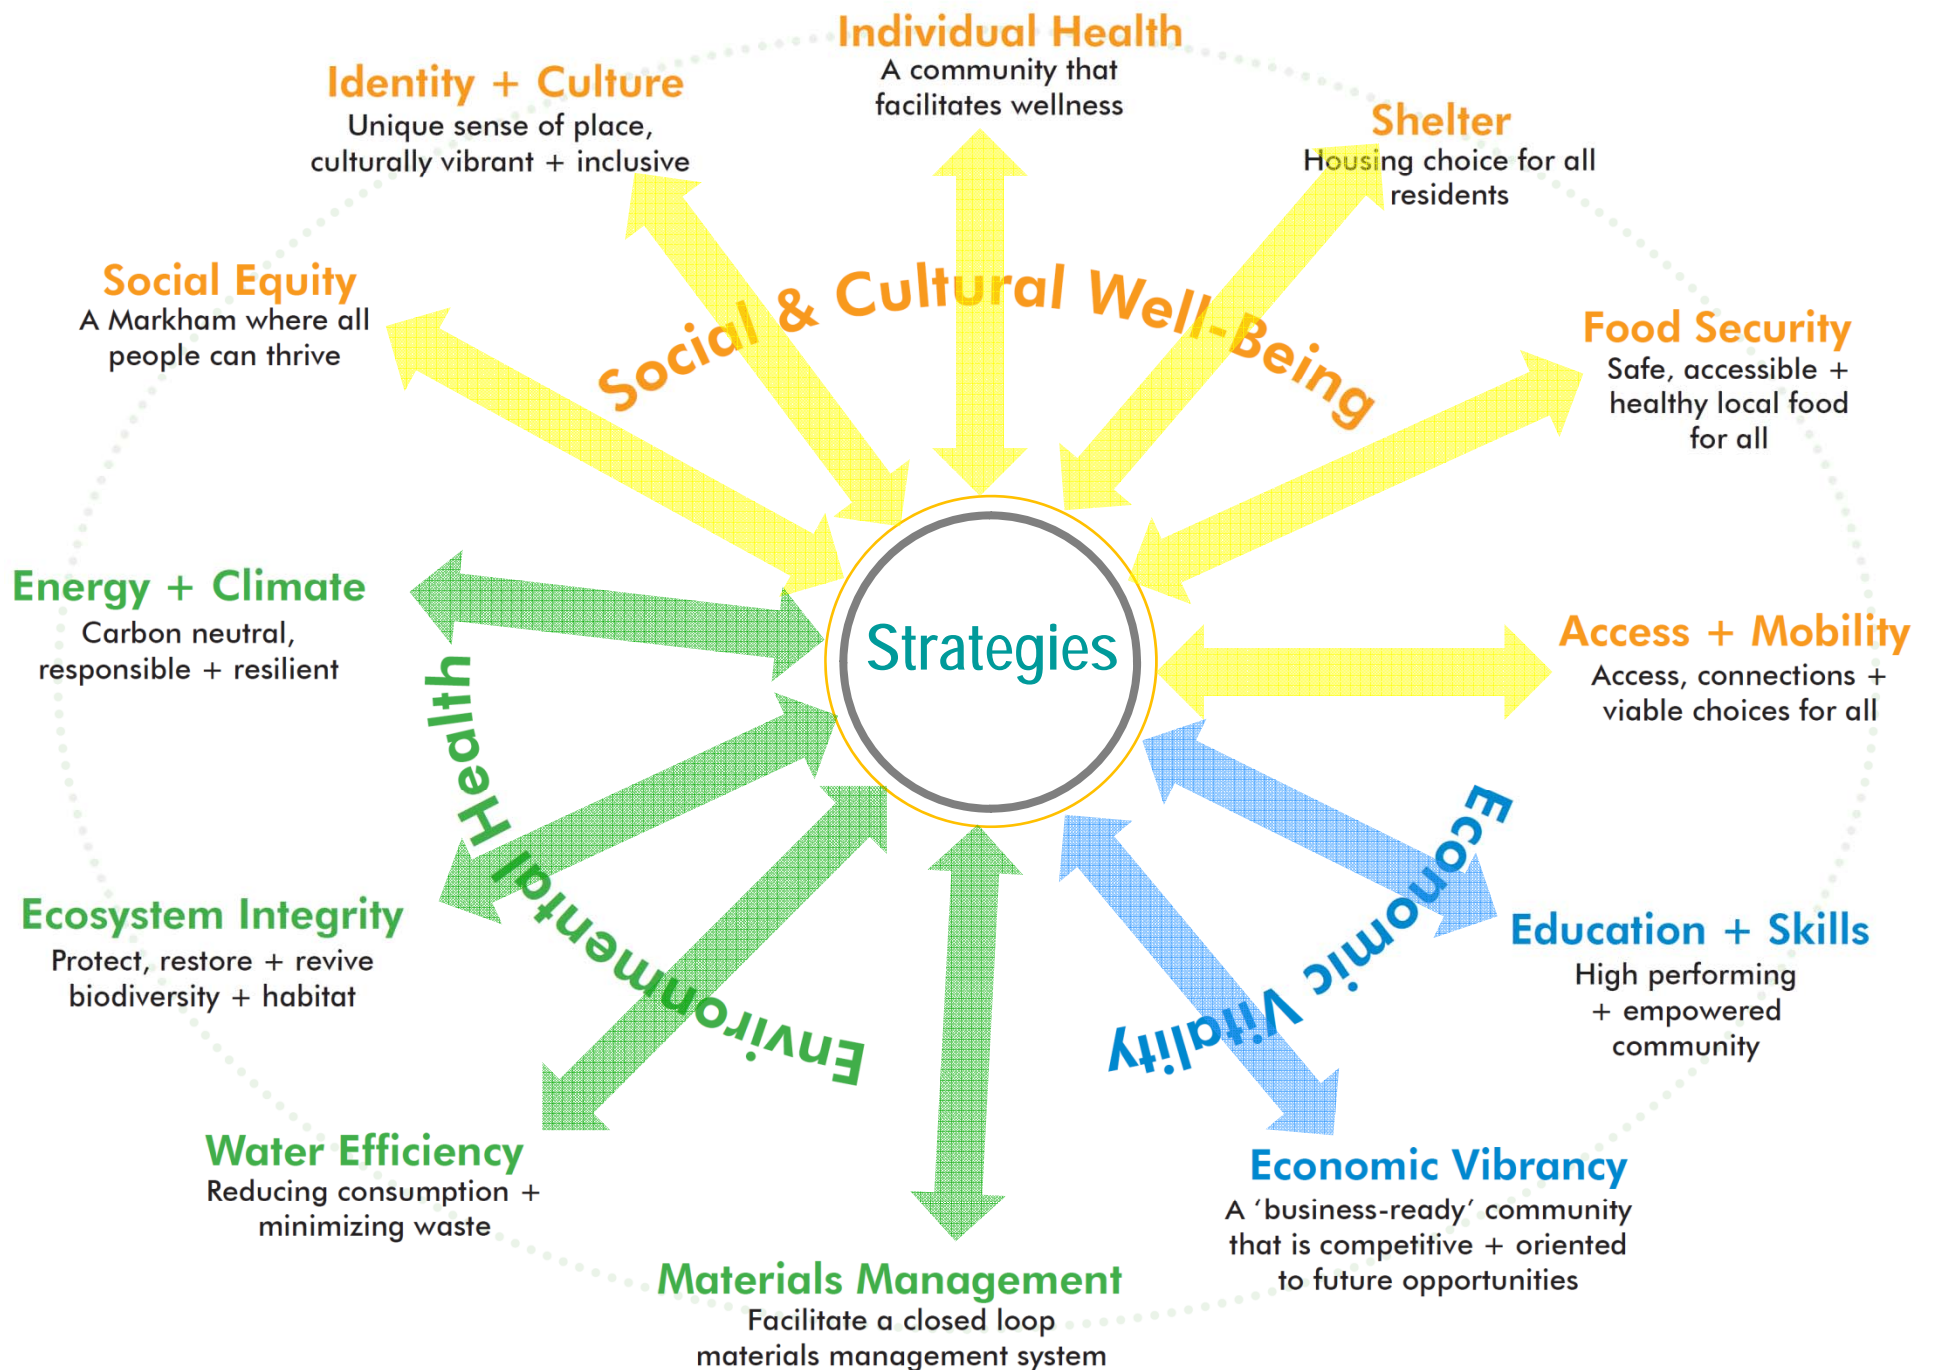 Individual Health
A community that
facilitates wellness
Identity + Culture
Unique sense of place,
culturally vibrant + inclusive
Shelter
Housing choice for all
residents
Social Equity
A Markham where all
people can thrive
Social & Cultural Well-Being
Food Security
Safe, accessible +
healthy local food
for all
Energy + Climate
Carbon neutral,
responsible + resilient
Strategies
Access + Mobility
Access, connections +
viable choices for all
Environmental Health
Economic Vitality
Ecosystem Integrity
Protect, restore + revive
biodiversity + habitat
Education + Skills
High performing
+ empowered
community
Water Efficiency
Reducing consumption +
minimizing waste
Economic Vibrancy
A ‘business-ready’ community
that is competitive + oriented
to future opportunities
Materials Management
Facilitate a closed loop
materials management system